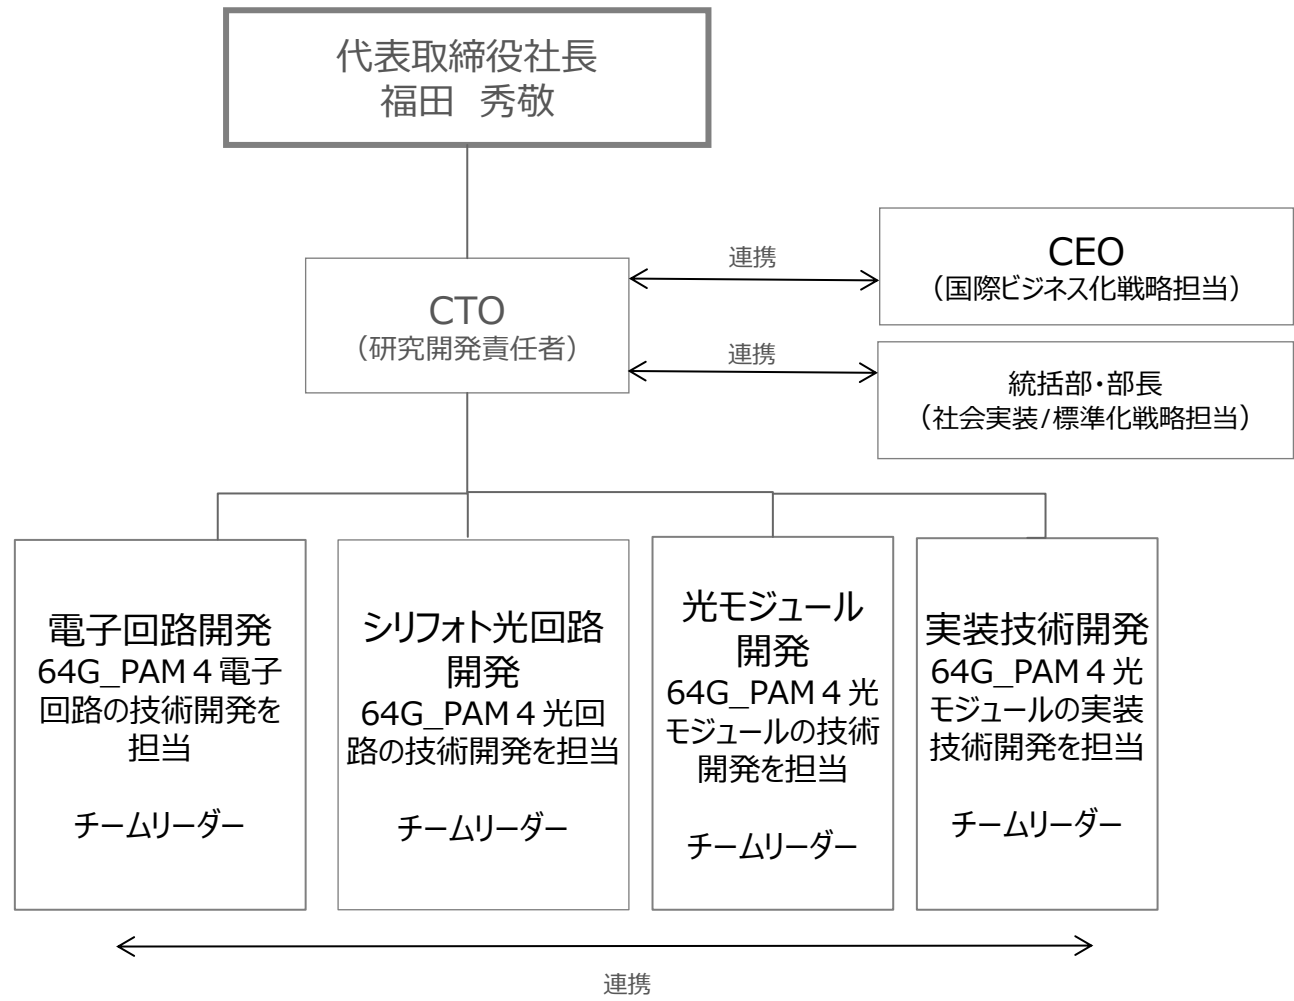 代表取締役社長
福田　秀敬
連携
CEO
（国際ビジネス化戦略担当）
CTO
（研究開発責任者）
連携
統括部・部長
（社会実装/標準化戦略担当）
電子回路開発
64G_PAM４電子
回路の技術開発を
担当
チームリーダー
シリフォト光回路
開発
64G_PAM４光回
路の技術開発を担当
チームリーダー
光モジュール
開発
64G_PAM４光
モジュールの技術
開発を担当
チームリーダー
実装技術開発
64G_PAM４光
モジュールの実装
技術開発を担当
チームリーダー
連携